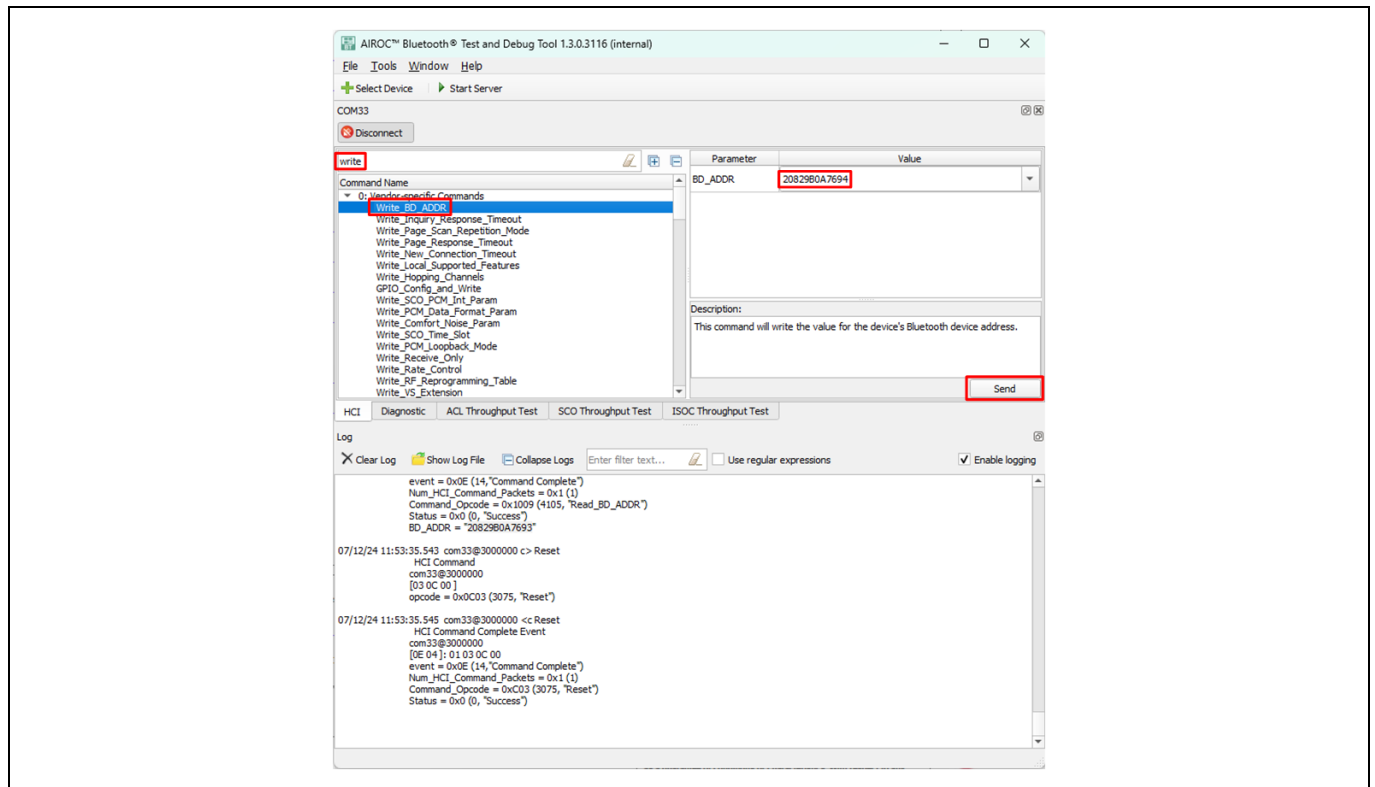 AIROC™ Bluetooth® Test and Debug Tool 1.3.0.3116 (internal)
File Tools Window Help
Select Device Start Server
COM33
Disconnect
write
Command Name
0: Vendor-specific Commands
Write_BD_ADDR
Write_Inquiry_Response_Timeout
Write_Page_Scan_Repetition_Mode
Write_Page_Response_Timeout
Write_New_Connection_Timeout
Write_Local_Supported_Features
Write_Hopping_Channels
GPIO_Config_and_Write
Write_SCO_PCM_Int_Param
Write_PCM_Data_Format_Param
Write_Comfort_Noise_Param
Write_SCO_Time_Slot
Write_PCM_Loopback_Mode
Write_Receive_Only
Write_Rate_Control
Write_RF_Reprogramming_Table
Write_VS_Extension
Parameter Value
BD_ADDR 20829B0A7694
Description:
This command will write the value for the device's Bluetooth device address.
Send
HCI Diagnostic ACL Throughput Test SCO Throughput Test ISOC Throughput Test
Log
Clear Log Show Log File Collapse Logs Enter filter text... Use regular expressions Enable logging
event = 0x0E (14,"Command Complete")
Num_HCI_Command_Packets = 0x1 (1)
Command_Opcode = 0x1009 (4105, "Read_BD_ADDR")
Status = 0x0 (0, "Success")
BD_ADDR = "20829B0A7693"
07/12/24 11:53:35.543 com33@3000000 c> Reset
HCI Command
com33@3000000
[03 0C 00 ]
opcode = 0x0C03 (3075, "Reset")
07/12/24 11:53:35.545 com33@3000000 <c Reset
HCI Command Complete Event
com33@3000000
[0E 04 ]: 01 03 0C 00
event = 0x0E (14,"Command Complete")
Num_HCI_Command_Packets = 0x1 (1)
Command_Opcode = 0xC03 (3075, "Reset")
Status = 0x0 (0, "Success")